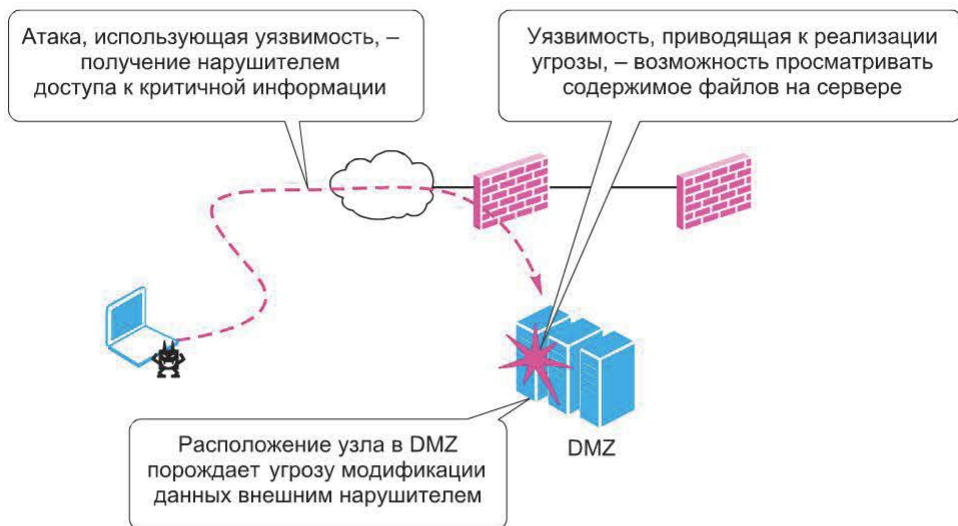 Атака, использующая уязвимость, –
получение нарушителем
доступа к критичной информации
Уязвимость, приводящая к реализации
угрозы, – возможность просматривать
содержимое файлов на сервере
Расположение узла в DMZ
порождает угрозу модификации
данных внешним нарушителем
DMZ